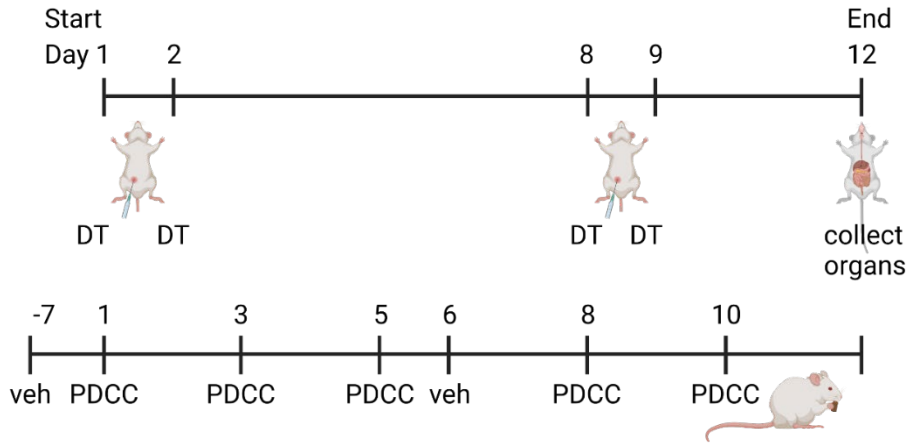 Start End
Day 1 2 8 9 12
DT DT DT DT collect
organs
-7 1 3 5 6 8 10
veh PDCC PDCC PDCC veh PDCC PDCC